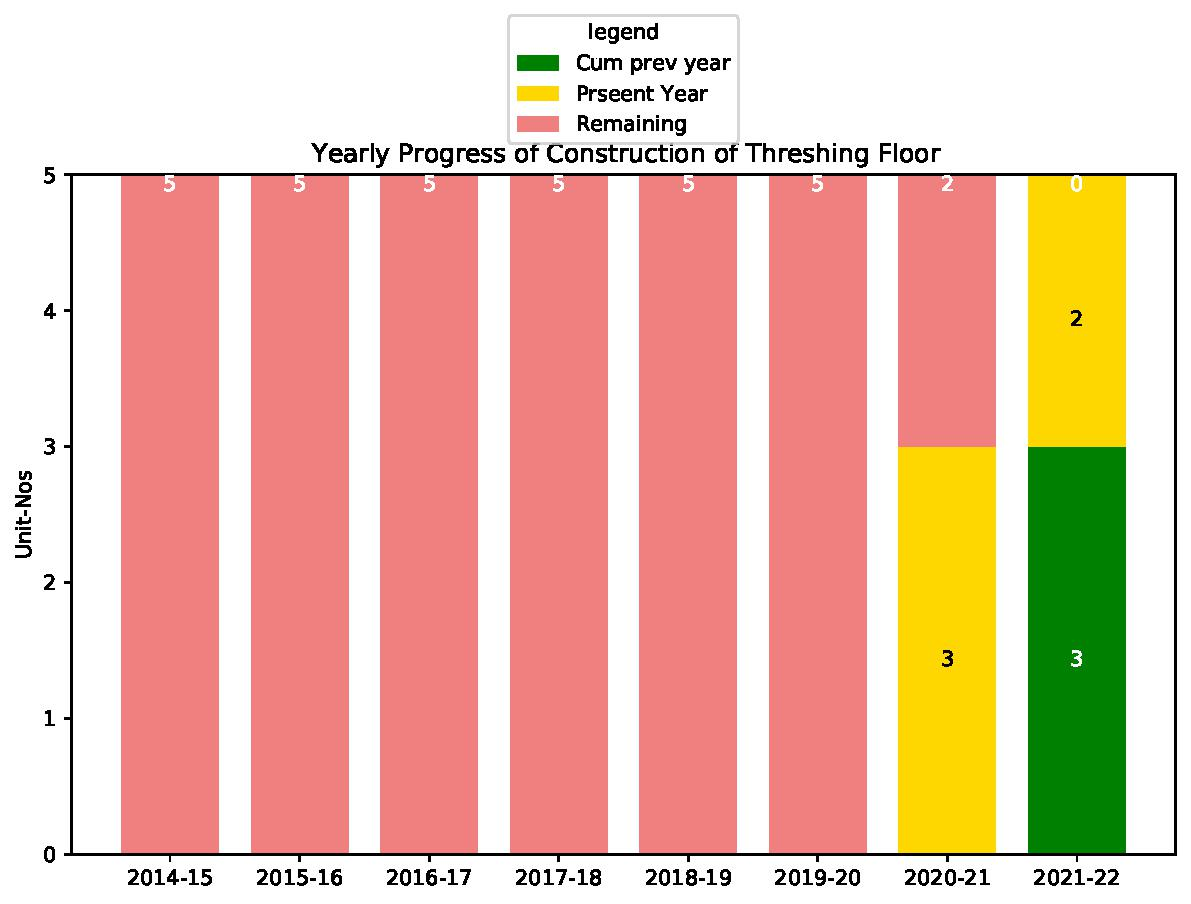 legend
Cum prev year
Prseent Year
Remaining
Yearly Progress of Construction of Threshing Floor
5
5 5 5 5 5 5 2 0
4
2
3
Unit-Nos
2
3 3
1
0
2014-15 2015-16 2016-17 2017-18 2018-19 2019-20 2020-21 2021-22